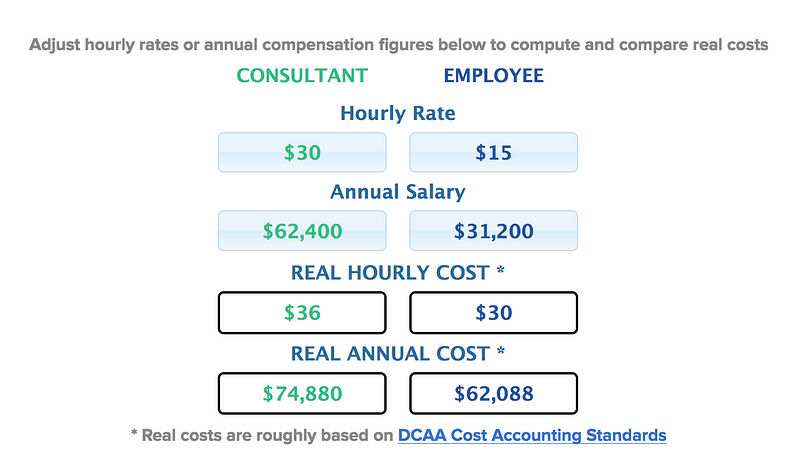 Adjust hourly rates or annual compensation figures below to compute and compare real costs
CONSULTANT EMPLOYEE
Hourly Rate
$30 $15
Annual Salary
$62,400 $31,200
REAL HOURLY COST *
$36 $30
REAL ANNUAL COST *
$74,880 $62,088
* Real costs are roughly based on DCAA Cost Accounting Standards